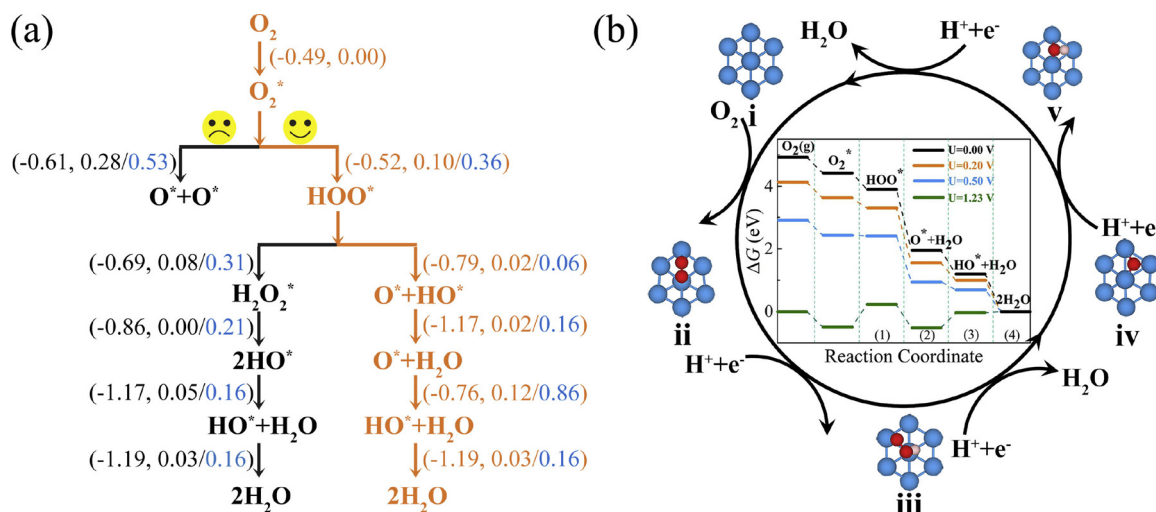 (a)
O₂
(-0.49, 0.00)
O₂*
(-0.61, 0.28/0.53)
(-0.52, 0.10/0.36)
O*+O*
HOO*
(-0.69, 0.08/0.31)
(-0.79, 0.02/0.06)
H₂O₂*
O*+HO*
(-0.86, 0.00/0.21)
(-1.17, 0.02/0.16)
2HO*
O*+H₂O
(-1.17, 0.05/0.16)
(-0.76, 0.12/0.86)
HO*+H₂O
HO*+H₂O
(-1.19, 0.03/0.16)
(-1.19, 0.03/0.16)
2H₂O
2H₂O
(b)
H₂O
H⁺+e⁻
O₂
i
v
H⁺+e⁻
ii
iv
H⁺+e⁻
H₂O
iii
H⁺+e⁻
O₂(g)
O₂*
HOO*
O*+H₂O
HO*+H₂O
2H₂O
U=0.00 V
U=0.20 V
U=0.50 V
U=1.23 V
ΔG (eV)
4
2
0
(1)
(2)
(3)
(4)
Reaction Coordinate